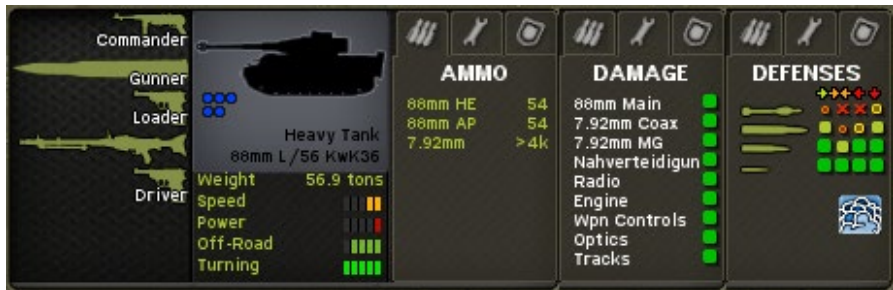 Commander
Gunner
Loader
Driver
Heavy Tank
88mm L/56 KwK36
Weight 56.9 tons
Speed
Power
Off-Road
Turning
AMMO
88mm HE 54
88mm AP 54
7.92mm >4k
DAMAGE
88mm Main
7.92mm Coax
7.92mm MG
Nahverteidigun
Radio
Engine
Wpn Controls
Optics
Tracks
DEFENSES